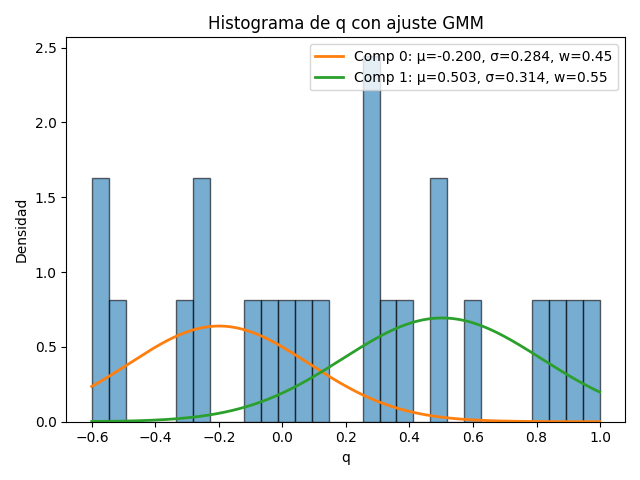 Histograma de q con ajuste GMM
Comp 0: μ=-0.200, σ=0.284, w=0.45
Comp 1: μ=0.503, σ=0.314, w=0.55
Densidad
2.5
2.0
1.5
1.0
0.5
0.0
−0.6 −0.4 −0.2 0.0 0.2 0.4 0.6 0.8 1.0
q